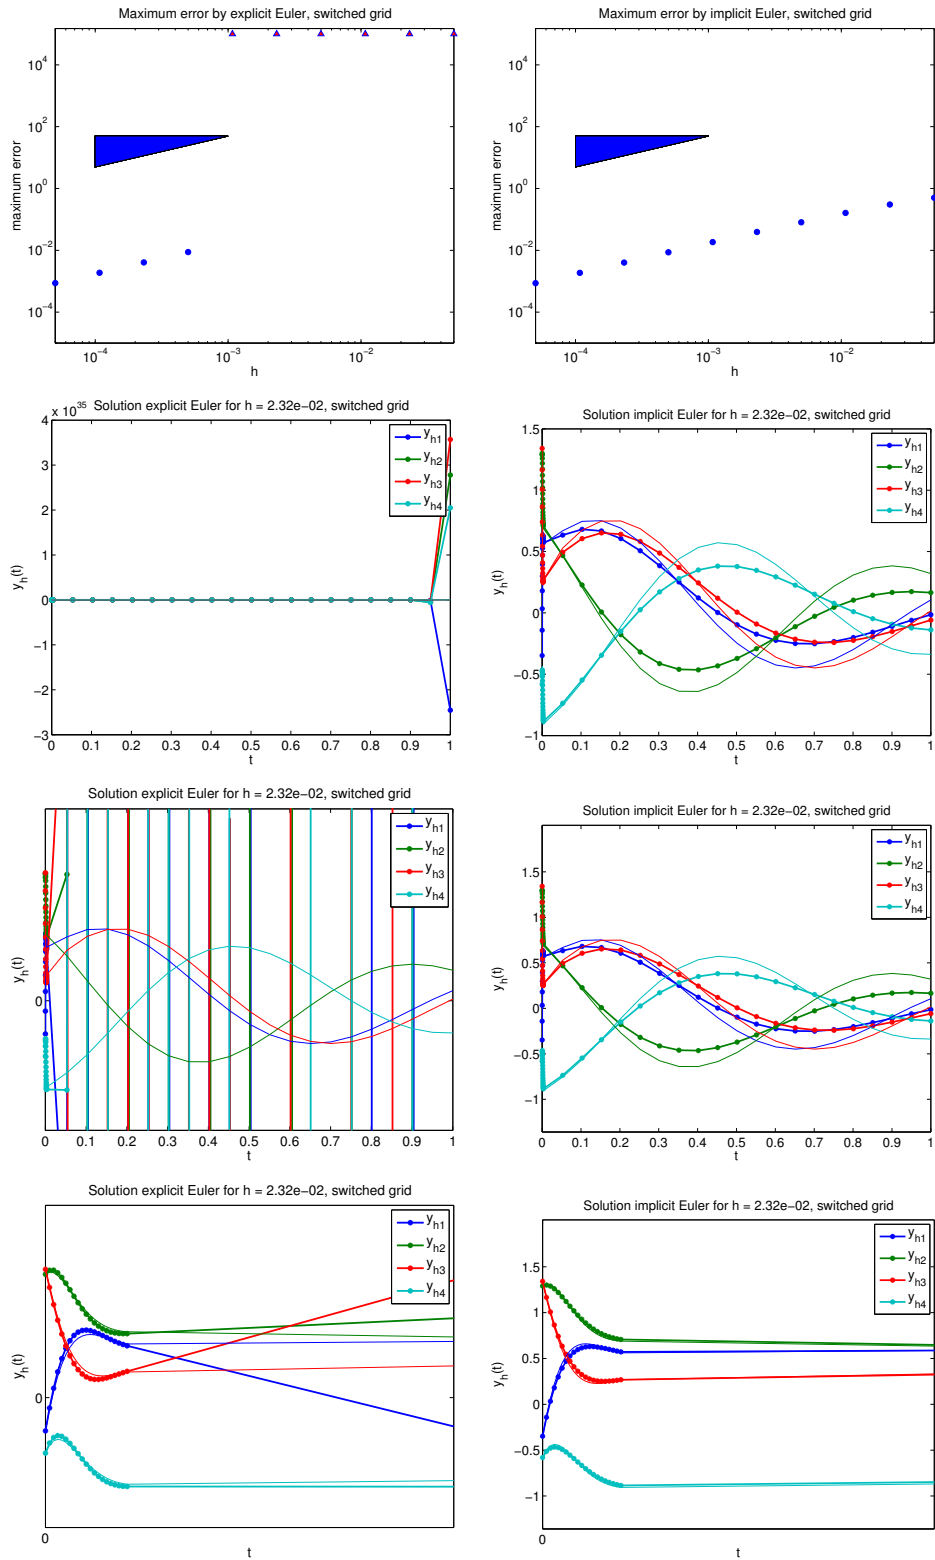 Maximum error by explicit Euler, switched grid
maximum error
10^4
10^2
10^0
10^−2
10^−4
10^−4 10^−3 10^−2
h
Maximum error by implicit Euler, switched grid
maximum error
10^4
10^2
10^0
10^−2
10^−4
10^−4 10^−3 10^−2
h
x 10^35
Solution explicit Euler for h = 2.32e−02, switched grid
y_h1
y_h2
y_h3
y_h4
y_h(t)
4
3
2
1
0
−1
−2
−3
0 0.1 0.2 0.3 0.4 0.5 0.6 0.7 0.8 0.9 1
t
Solution implicit Euler for h = 2.32e−02, switched grid
y_h1
y_h2
y_h3
y_h4
y_h(t)
1.5
1
0.5
0
−0.5
−1
0 0.1 0.2 0.3 0.4 0.5 0.6 0.7 0.8 0.9 1
t
Solution explicit Euler for h = 2.32e−02, switched grid
y_h1
y_h2
y_h3
y_h4
y_h(t)
0
0 0.1 0.2 0.3 0.4 0.5 0.6 0.7 0.8 0.9 1
t
Solution implicit Euler for h = 2.32e−02, switched grid
y_h1
y_h2
y_h3
y_h4
y_h(t)
1.5
1
0.5
0
−0.5
−1
0 0.1 0.2 0.3 0.4 0.5 0.6 0.7 0.8 0.9 1
t
Solution explicit Euler for h = 2.32e−02, switched grid
y_h1
y_h2
y_h3
y_h4
y_h(t)
0
0
t
Solution implicit Euler for h = 2.32e−02, switched grid
y_h1
y_h2
y_h3
y_h4
y_h(t)
1.5
1
0.5
0
−0.5
−1
0
t